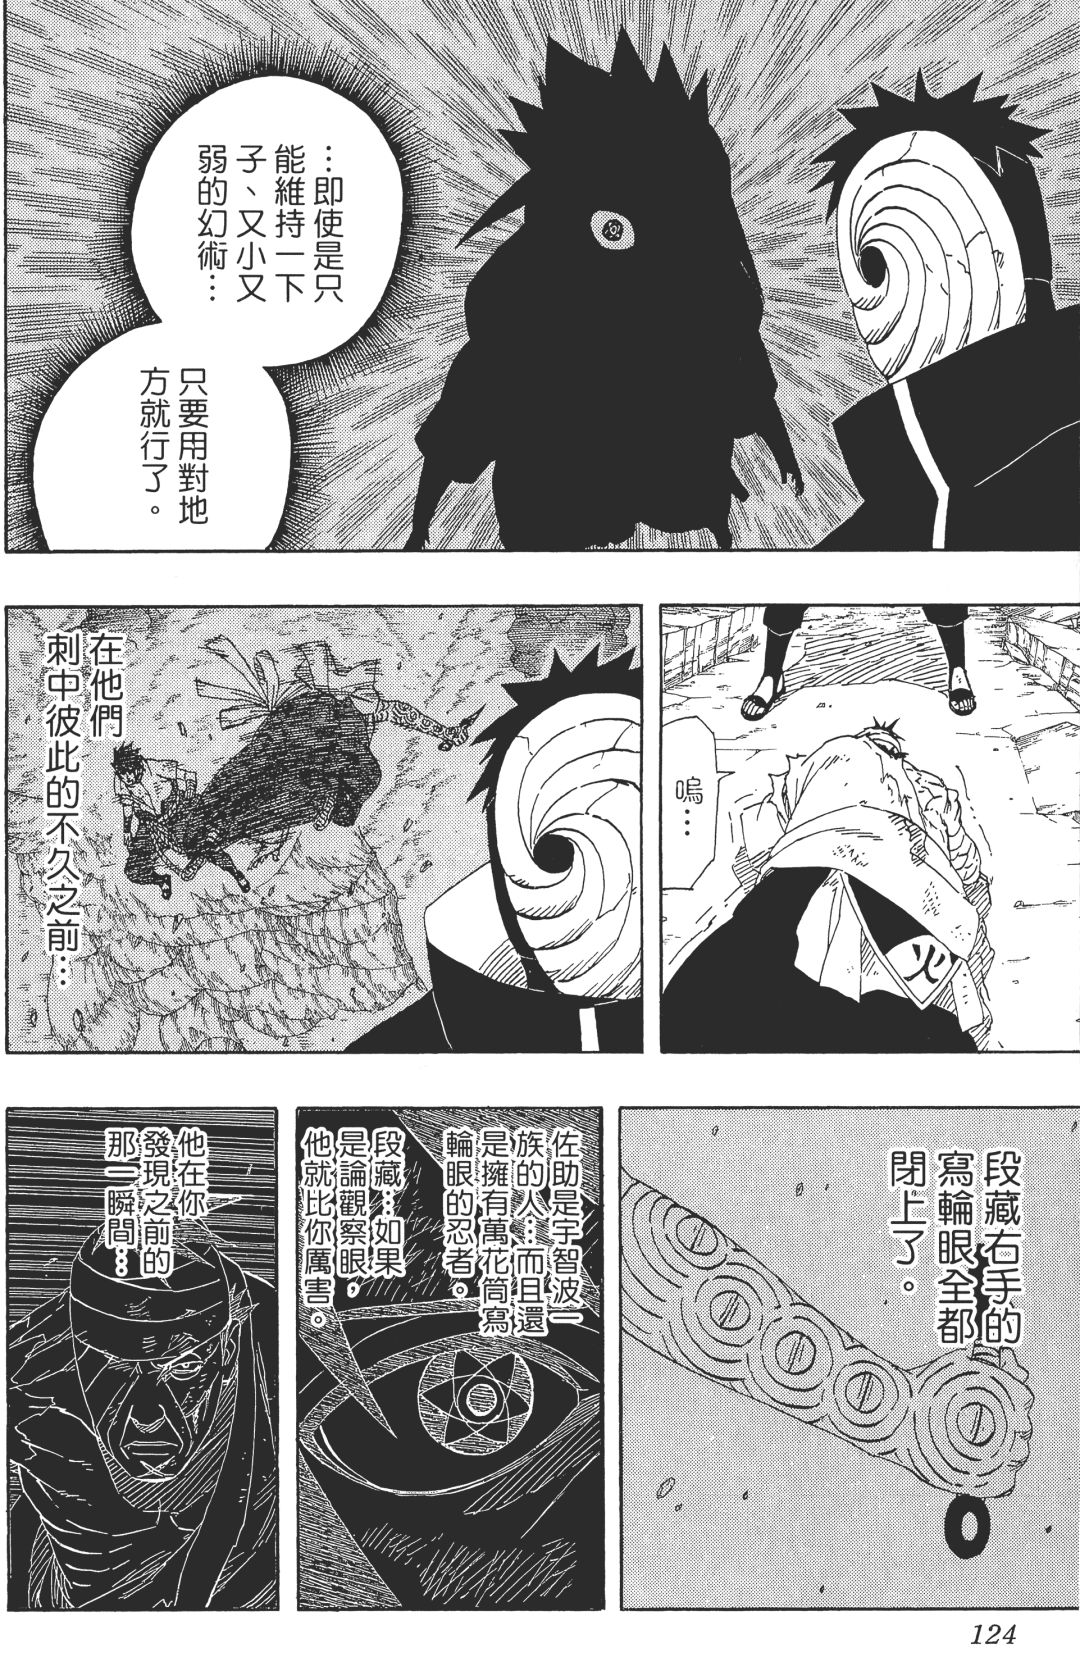 …即使是只
能維持一下
子、又小又
弱的幻術…
只要用對地
方就行了。
嗚…
火
在他們
刺中彼此的不久之前…
段藏右手的
寫輪眼全都
閉上了。
佐助是宇智波一
族的人…而且還
是擁有萬花筒寫
輪眼的忍者。
段藏…如果
是論觀察眼，
他就比你厲害。
他在你
發現之前的
那一瞬間…
124